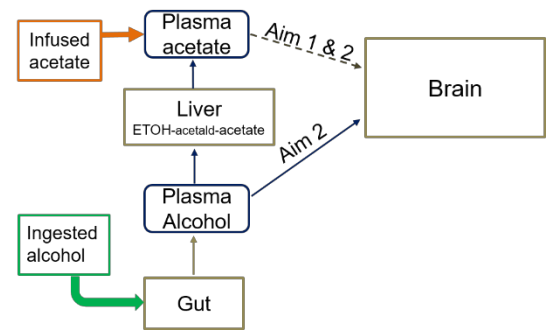 Infused
acetate
Plasma
acetate
Aim 1 & 2
Brain
Liver
ETOH-acetald-acetate
Aim 2
Plasma
Alcohol
Ingested
alcohol
Gut